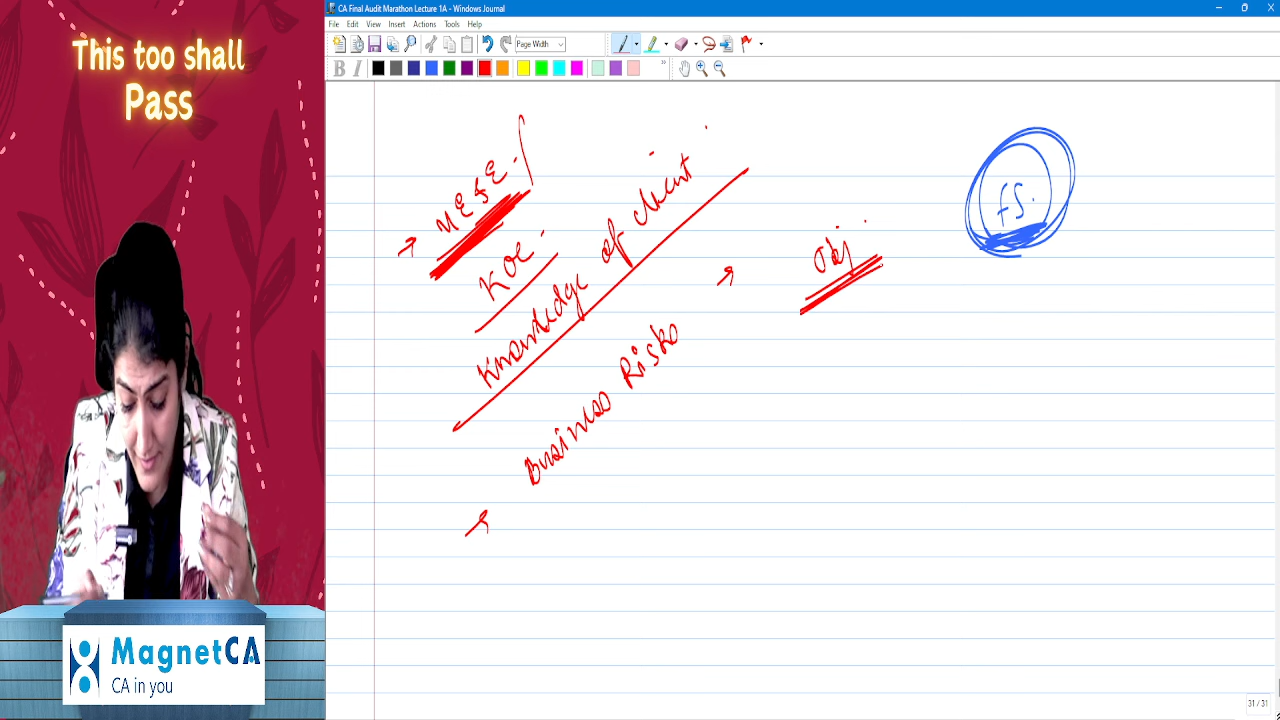 This too shall
Pass
CA Final Audit Marathon Lecture 1A - Windows Journal
File Edit View Insert Actions Tools Help
Page Width
B I
KOC.
Knowledge of client.
Business Risks
Obj.
FS.
MagnetCA
CA in you
31 / 31